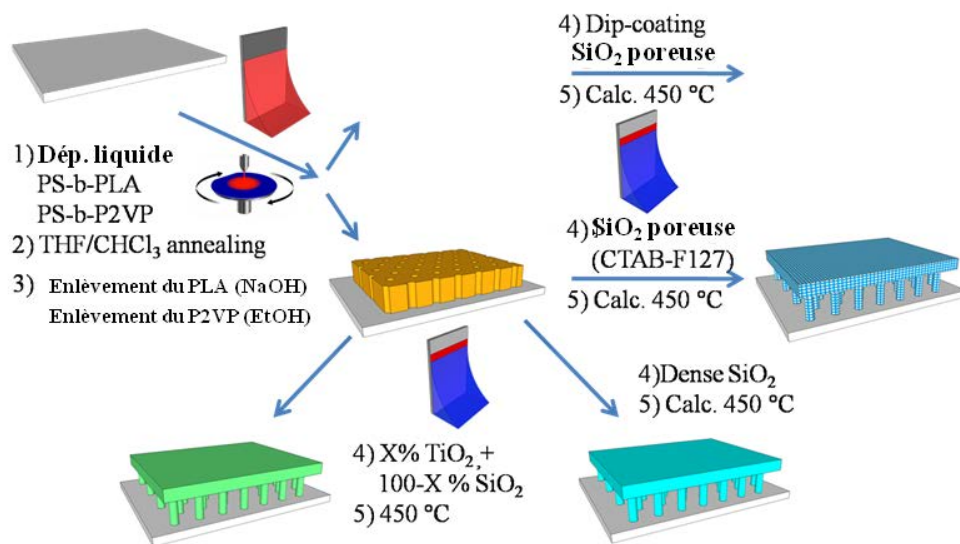 4) Dip-coating
SiO₂ poreuse
5) Calc. 450 °C
1) Dép. liquide
PS-b-PLA
PS-b-P2VP
2) THF/CHCl₃ annealing
3) Enlèvement du PLA (NaOH)
Enlèvement du P2VP (EtOH)
4) SiO₂ poreuse
(CTAB-F127)
5) Calc. 450 °C
4)Dense SiO₂
5) Calc. 450 °C
4) X% TiO₂,+
100-X % SiO₂
5) 450 °C